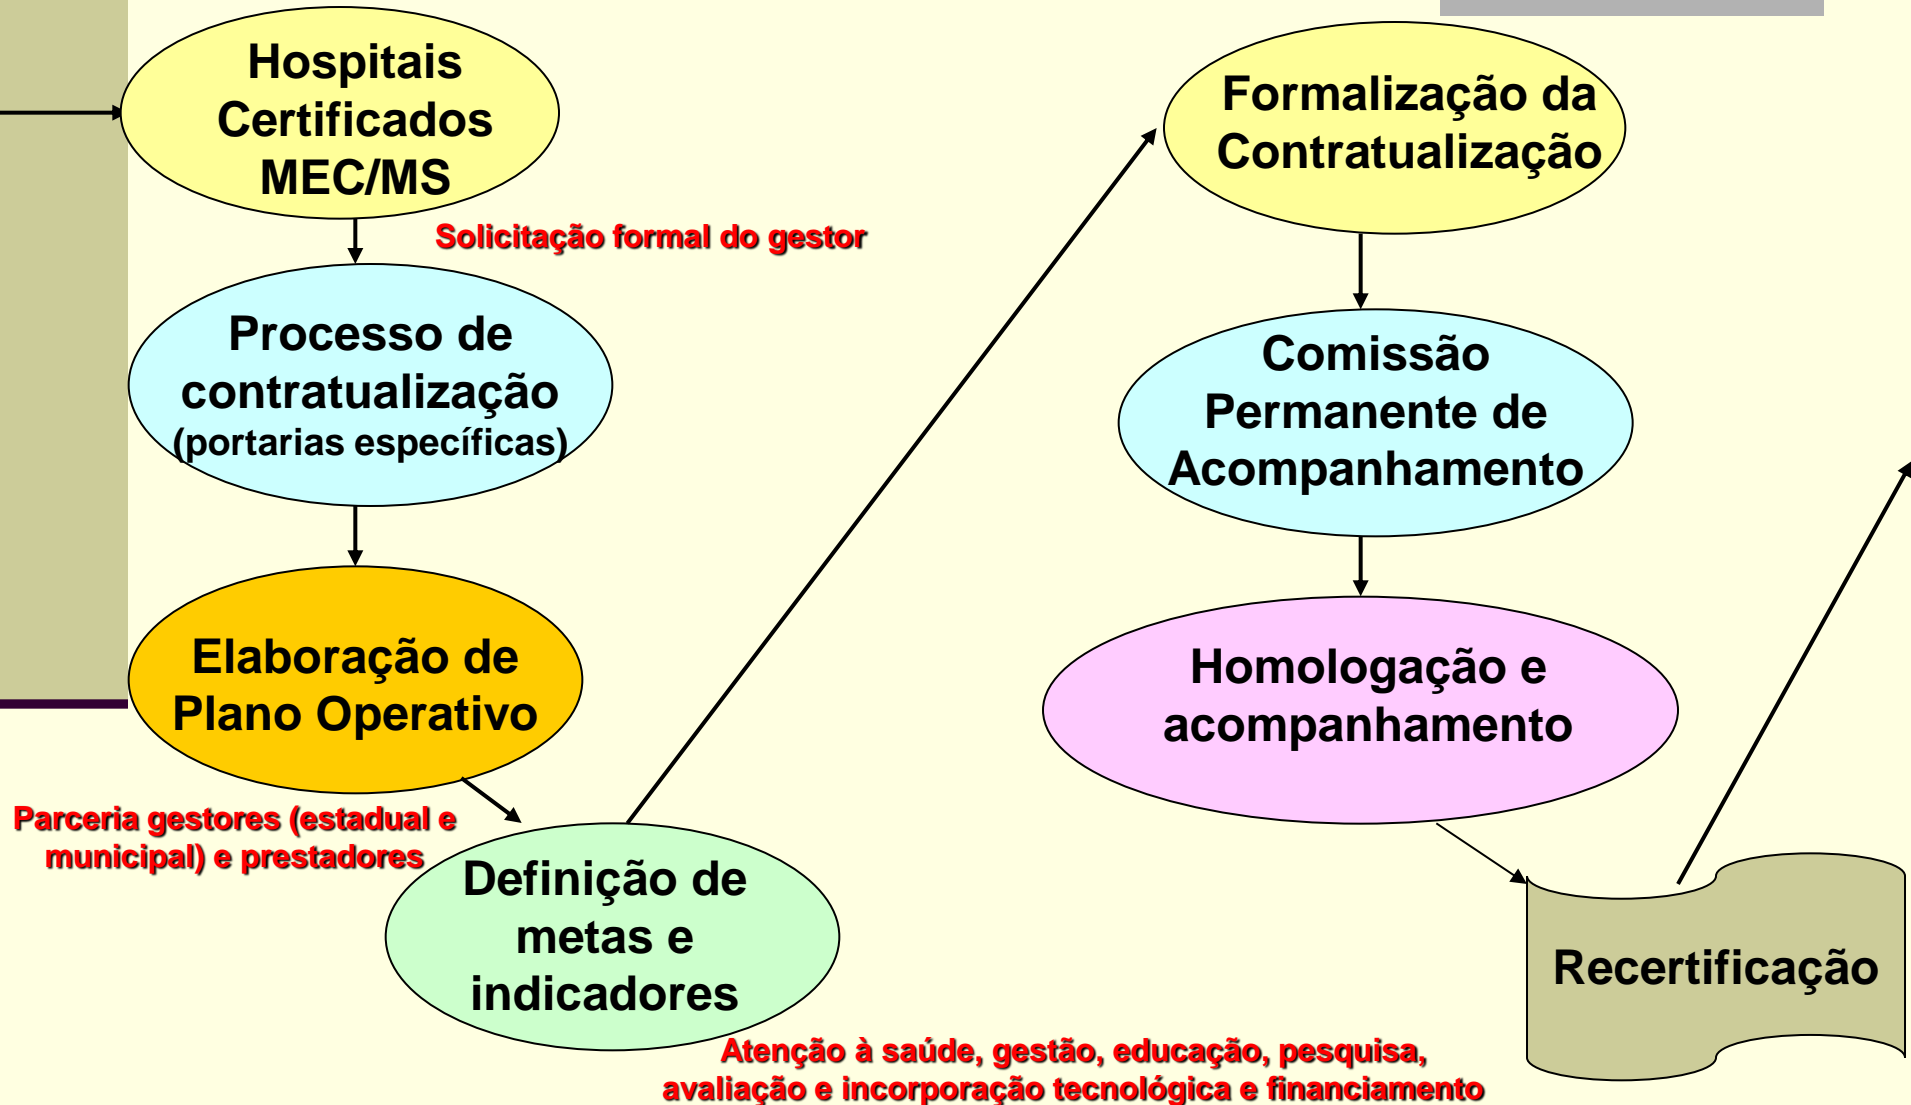 Hospitais
Certificados
MEC/MS
Solicitação formal do gestor
Processo de
contratualização
(portarias específicas)
Elaboração de
Plano Operativo
Parceria gestores (estadual e
municipal) e prestadores
Definição de
metas e
indicadores
Atenção à saúde, gestão, educação, pesquisa,
avaliação e incorporação tecnológica e financiamento
Formalização da
Contratualização
Comissão
Permanente de
Acompanhamento
Homologação e
acompanhamento
Recertificação